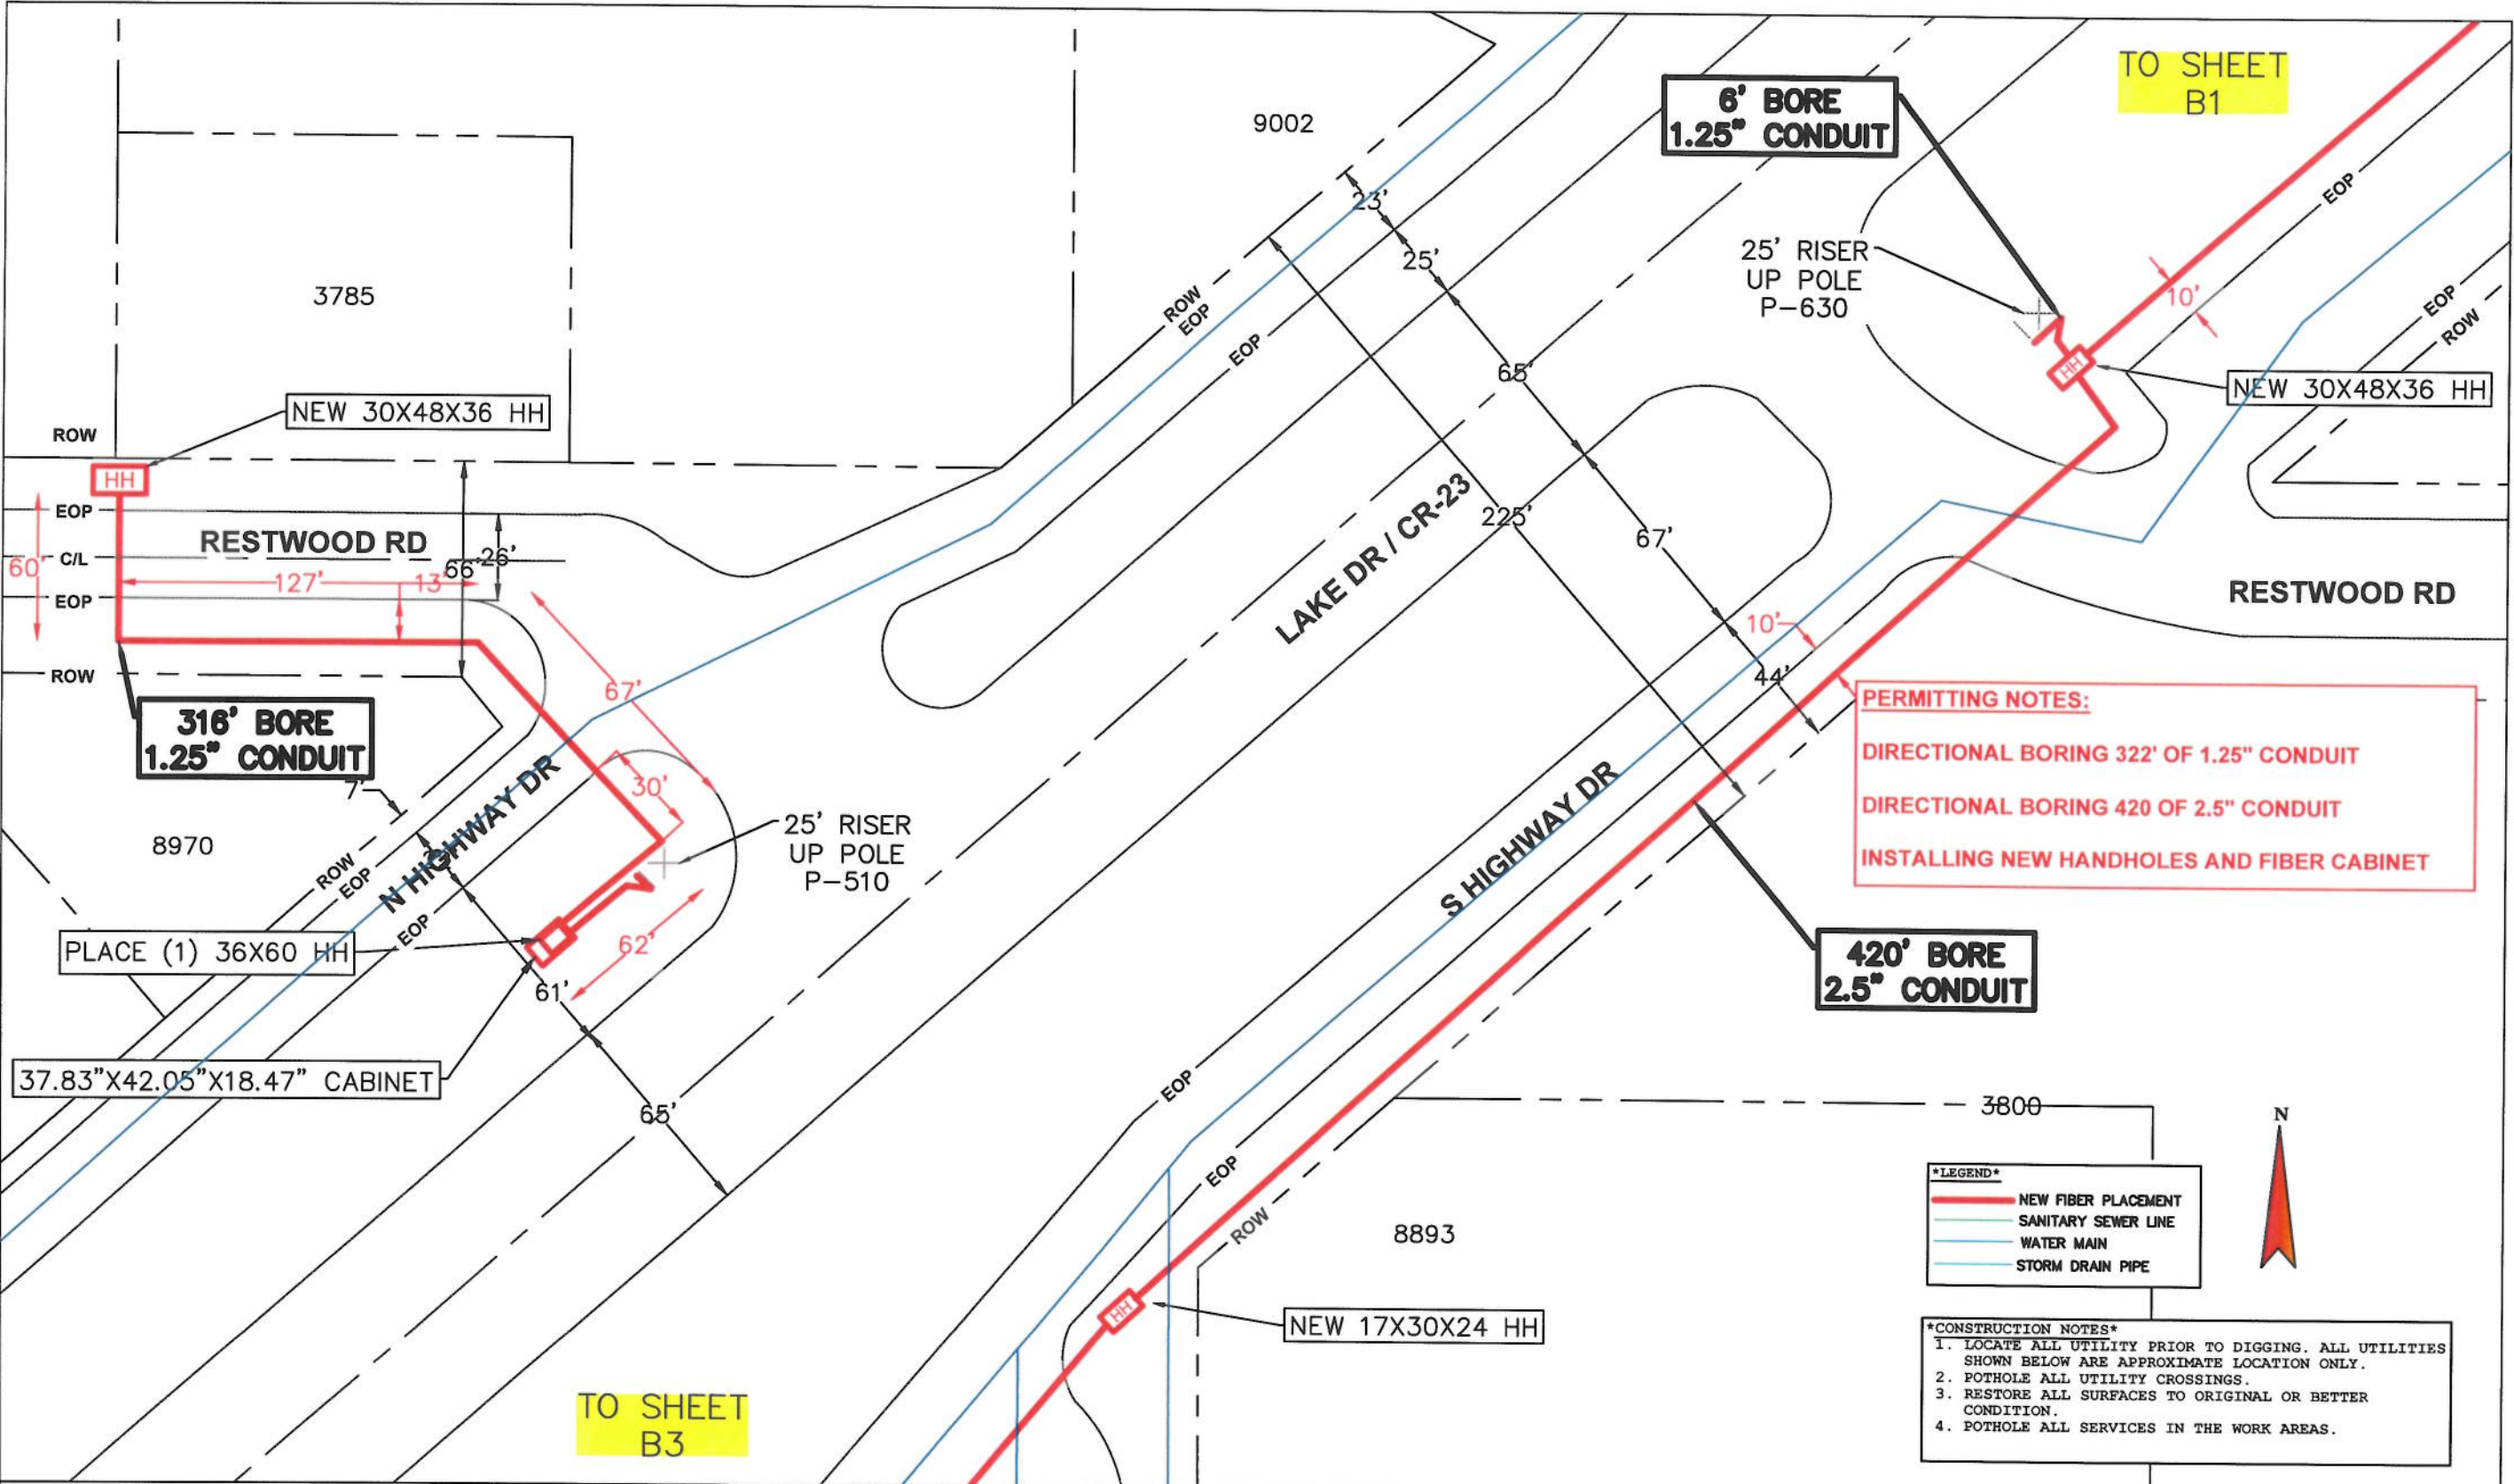 TO SHEET
B1
6' BORE
1.25" CONDUIT
9002
23'
25'
EOP
25' RISER
UP POLE
P-630
10'
3785
ROW
EOP
EOP
EOP
ROW
65'
NEW 30X48X36 HH
HH
NEW 30X48X36 HH
ROW
HH
EOP
RESTWOOD RD
C/L
60'
127'
13'
66'
26'
EOP
LAKE DR / CR-23
225'
67'
RESTWOOD RD
10'
44'
ROW
67'
316' BORE
1.25" CONDUIT
7'
30'
N HIGHWAY DR
25' RISER
UP POLE
P-510
8970
ROW
EOP
EOP
PERMITTING NOTES:
DIRECTIONAL BORING 322' OF 1.25" CONDUIT
DIRECTIONAL BORING 420 OF 2.5" CONDUIT
INSTALLING NEW HANDHOLES AND FIBER CABINET
S HIGHWAY DR
PLACE (1) 36X60 HH
62'
61'
420' BORE
2.5" CONDUIT
37.83"X42.05"X18.47" CABINET
65'
EOP
EOP
ROW
3800
N
8893
*LEGEND*
NEW FIBER PLACEMENT
SANITARY SEWER LINE
WATER MAIN
STORM DRAIN PIPE
HH
NEW 17X30X24 HH
*CONSTRUCTION NOTES*
1. LOCATE ALL UTILITY PRIOR TO DIGGING. ALL UTILITIES
SHOWN BELOW ARE APPROXIMATE LOCATION ONLY.
2. POTHOLE ALL UTILITY CROSSINGS.
3. RESTORE ALL SURFACES TO ORIGINAL OR BETTER
CONDITION.
4. POTHOLE ALL SERVICES IN THE WORK AREAS.
TO SHEET
B3